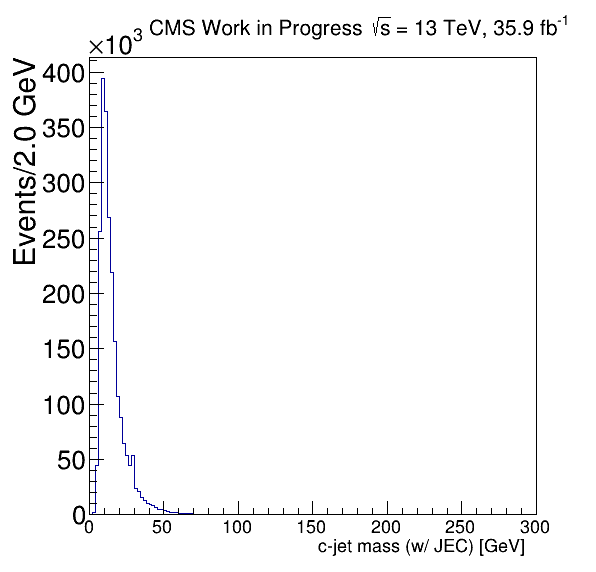 ×10³ CMS Work in Progress √s = 13 TeV, 35.9 fb⁻¹
Events/2.0 GeV
400
350
300
250
200
150
100
50
0
0 50 100 150 200 250 300
c-jet mass (w/ JEC) [GeV]